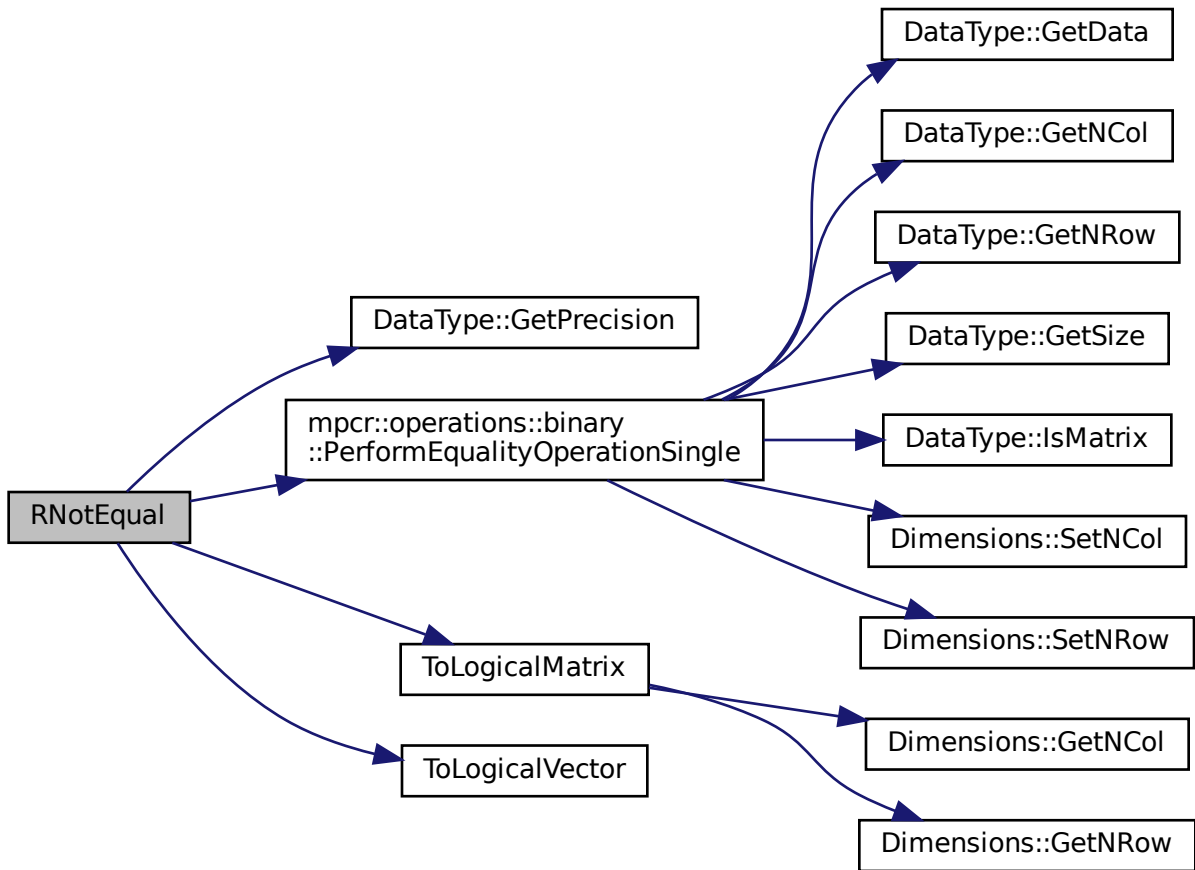 RNotEqual
DataType::GetPrecision
mpcr::operations::binary
::PerformEqualityOperationSingle
ToLogicalMatrix
ToLogicalVector
DataType::GetData
DataType::GetNCol
DataType::GetNRow
DataType::GetSize
DataType::IsMatrix
Dimensions::SetNCol
Dimensions::SetNRow
Dimensions::GetNCol
Dimensions::GetNRow